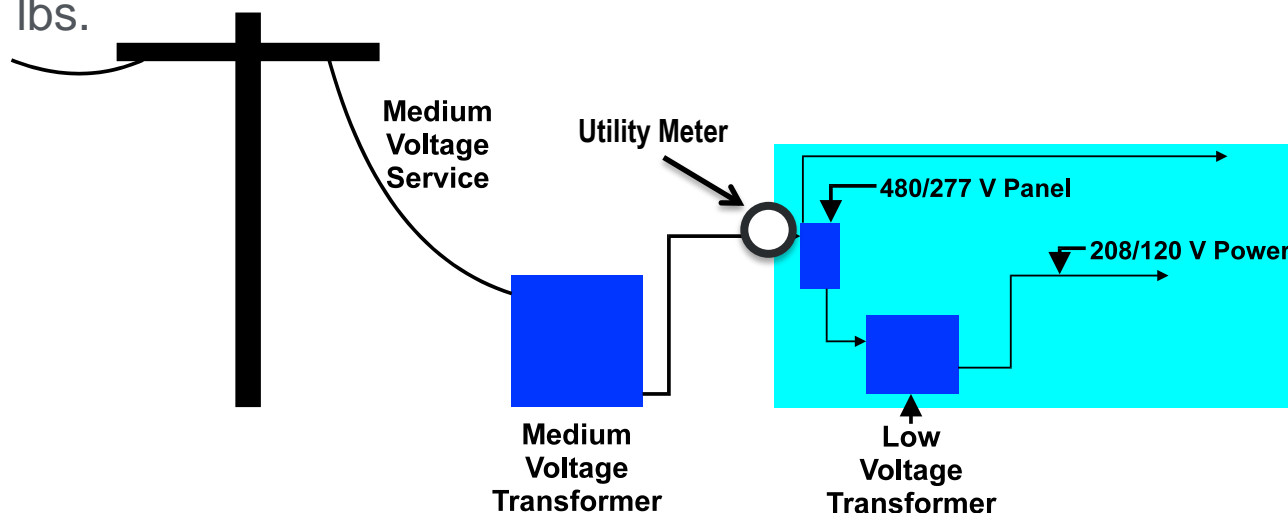 lbs.
Medium
Voltage
Service
Utility Meter
480/277 V Panel
208/120 V Power
Medium
Voltage
Transformer
Low
Voltage
Transformer